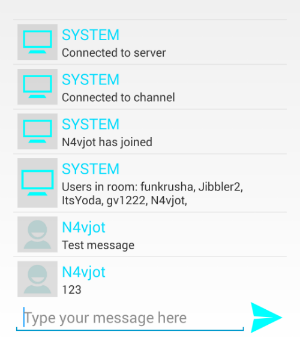 SYSTEM
Connected to server
SYSTEM
Connected to channel
SYSTEM
N4vjot has joined
SYSTEM
Users in room: funkrusha, Jibbler2,
ItsYoda, gv1222, N4vjot,
N4vjot
Test message
N4vjot
123
Type your message here